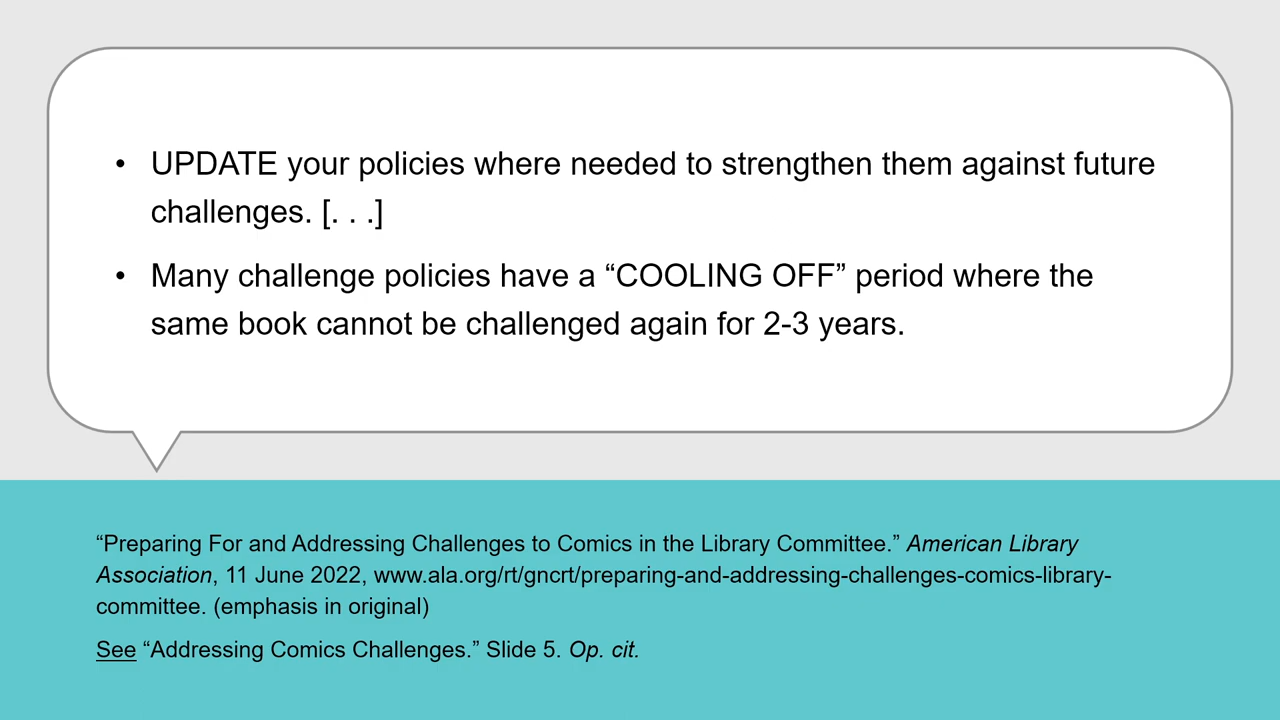 • UPDATE your policies where needed to strengthen them against future
challenges. [. . .]
• Many challenge policies have a “COOLING OFF” period where the
same book cannot be challenged again for 2-3 years.
“Preparing For and Addressing Challenges to Comics in the Library Committee.” American Library
Association, 11 June 2022, www.ala.org/rt/gncrt/preparing-and-addressing-challenges-comics-library-
committee. (emphasis in original)
See “Addressing Comics Challenges.” Slide 5. Op. cit.